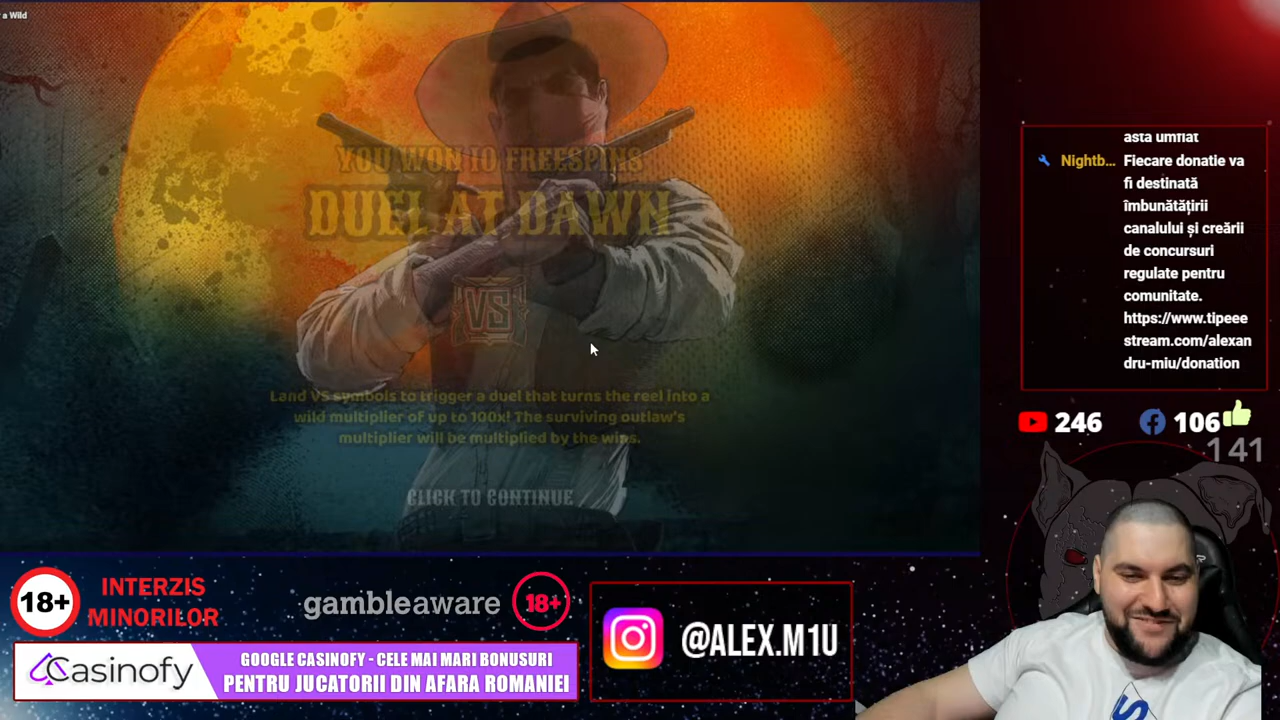 a Wild
YOU WON 10 FREESPINS
DUEL AT DAWN
VS
Land VS symbols to trigger a duel that turns the reel into a
wild multiplier of up to 100x! The surviving outlaw's
multiplier will be multiplied by the wins.
CLICK TO CONTINUE
asta umflat
Nightb... Fiecare donatie va
fi destinată
îmbunătățirii
canalului și creării
de concursuri
regulate pentru
comunitate.
https://www.tipeee
stream.com/alexan
dru-miu/donation
246 106
141
18+ INTERZIS
MINORILOR
gambleaware 18+
Casinofy
GOOGLE CASINOFY - CELE MAI MARI BONUSURI
PENTRU JUCATORII DIN AFARA ROMANIEI
@ALEX.M1U